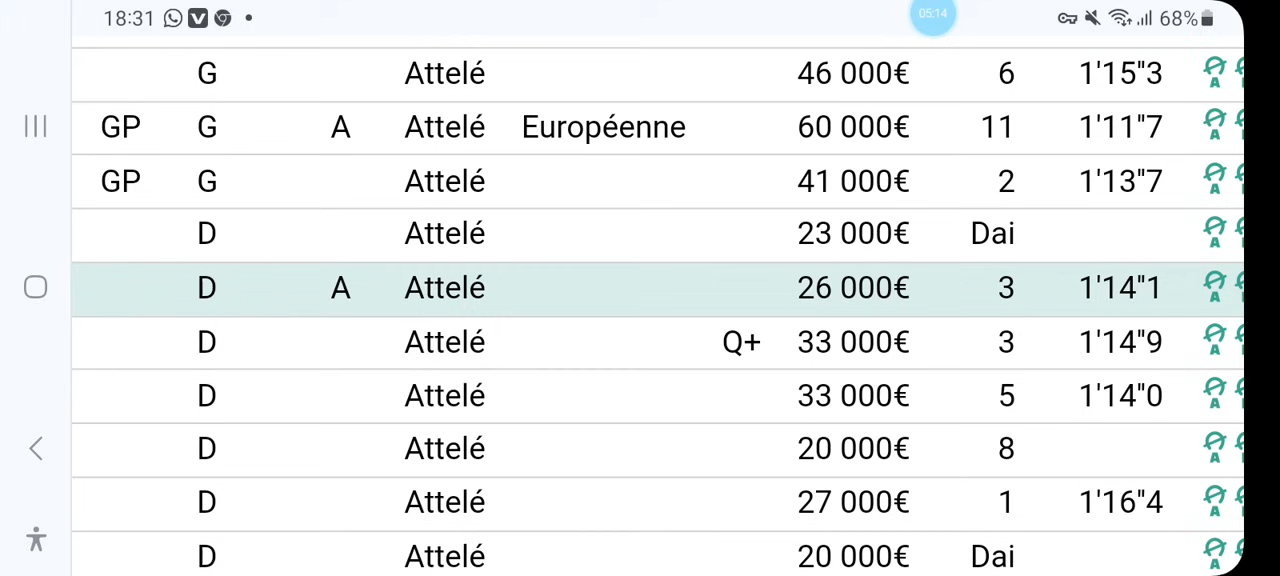 18:31 05:14 68%
G Attelé 46 000€ 6 1'15"3 A
GP G A Attelé Européenne 60 000€ 11 1'11"7 A
GP G Attelé 41 000€ 2 1'13"7 A
D Attelé 23 000€ Dai A
D A Attelé 26 000€ 3 1'14"1 A
D Attelé Q+ 33 000€ 3 1'14"9 A
D Attelé 33 000€ 5 1'14"0 A
D Attelé 20 000€ 8 A
D Attelé 27 000€ 1 1'16"4 A
D Attelé 20 000€ Dai A